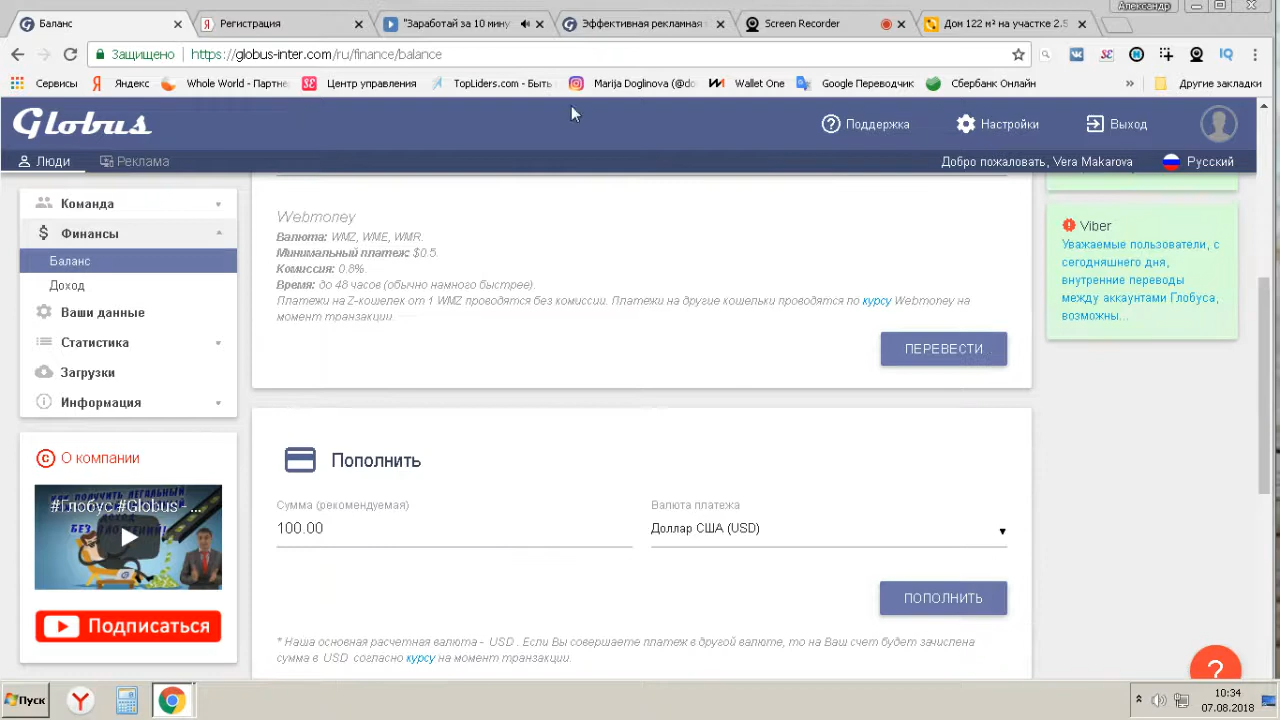 Александр
Баланс
Регистрация
"Заработай за 10 мину
Эффективная рекламная
Screen Recorder
Дом 122 м² на участке 2.5
Защищено
https://globus-inter.com/ru/finance/balance
Сервисы
Яндекс
Whole World - Партне
Центр управления
TopLiders.com - Быть
Marija Doglinova (@do
Wallet One
Google Переводчик
Сбербанк Онлайн
»
Другие закладки
Globus
Поддержка
Настройки
Выход
Люди
Реклама
Добро пожаловать, Vera Makarova
Русский
Команда
Финансы
Баланс
Доход
Ваши данные
Статистика
Загрузки
Информация
О компании
#Глобус #Globus - ...
Подписаться
Webmoney
Валюта: WMZ, WME, WMR.
Минимальный платеж: $0.5.
Комиссия: 0.8%.
Время: до 48 часов (обычно намного быстрее).
Платежи на Z-кошелек от 1 WMZ проводятся без комиссии. Платежи на другие кошельки проводятся по курсу Webmoney на
момент транзакции.
ПЕРЕВЕСТИ
Пополнить
Сумма (рекомендуемая)
Валюта платежа
100.00
Доллар США (USD)
ПОПОЛНИТЬ
* Наша основная расчетная валюта - USD . Если Вы совершаете платеж в другой валюте, то на Ваш счет будет зачислена
сумма в USD согласно курсу на момент транзакции.
Viber
Уважаемые пользователи, с
сегодняшнего дня,
внутренние переводы
между аккаунтами Глобуса,
возможны...
?
Пуск
10:34
07.08.2018